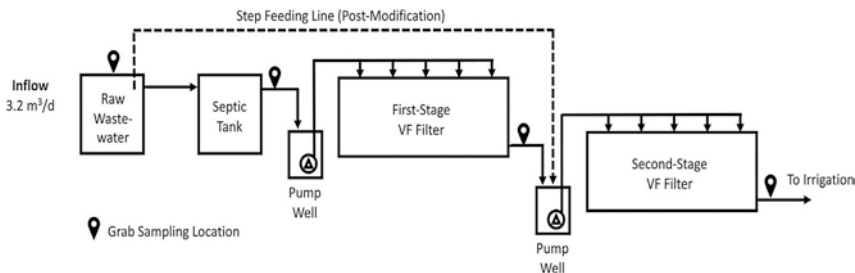 Step Feeding Line (Post-Modification)
Inflow
3.2 m³/d
Raw
Waste-
water
Septic
Tank
Pump
Well
First-Stage
VF Filter
Pump
Well
Second-Stage
VF Filter
To Irrigation
Grab Sampling Location